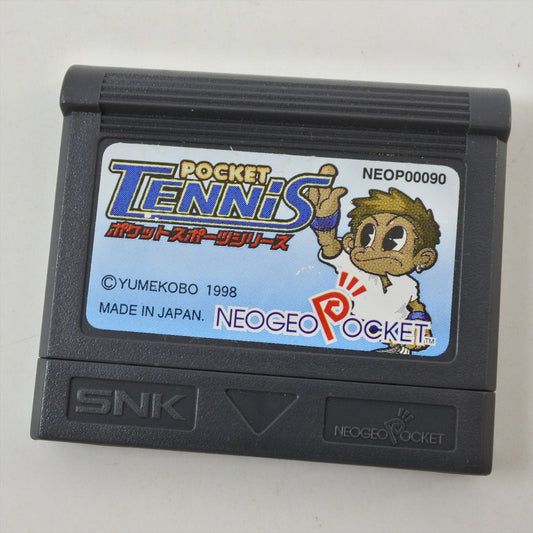 POCKET
TENNIS
ポケットスポーツシリーズ
NEOP00090
©YUMEKOBO 1998
MADE IN JAPAN.
NEOGEO POCKET™
SNK
NEOGEO POCKET